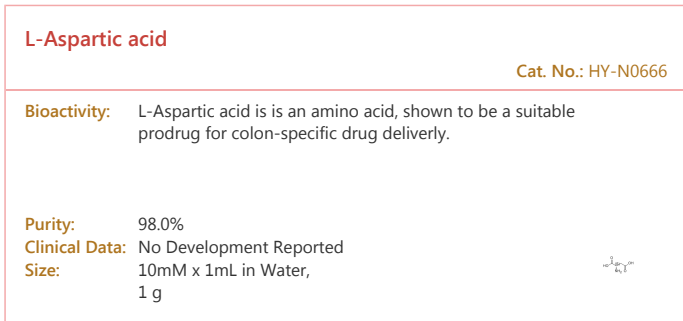 L-Aspartic acid
Cat. No.: HY-N0666
Bioactivity: L-Aspartic acid is is an amino acid, shown to be a suitable
prodrug for colon-specific drug deliverly.
Purity: 98.0%
Clinical Data: No Development Reported
Size: 10mM x 1mL in Water,
1 g